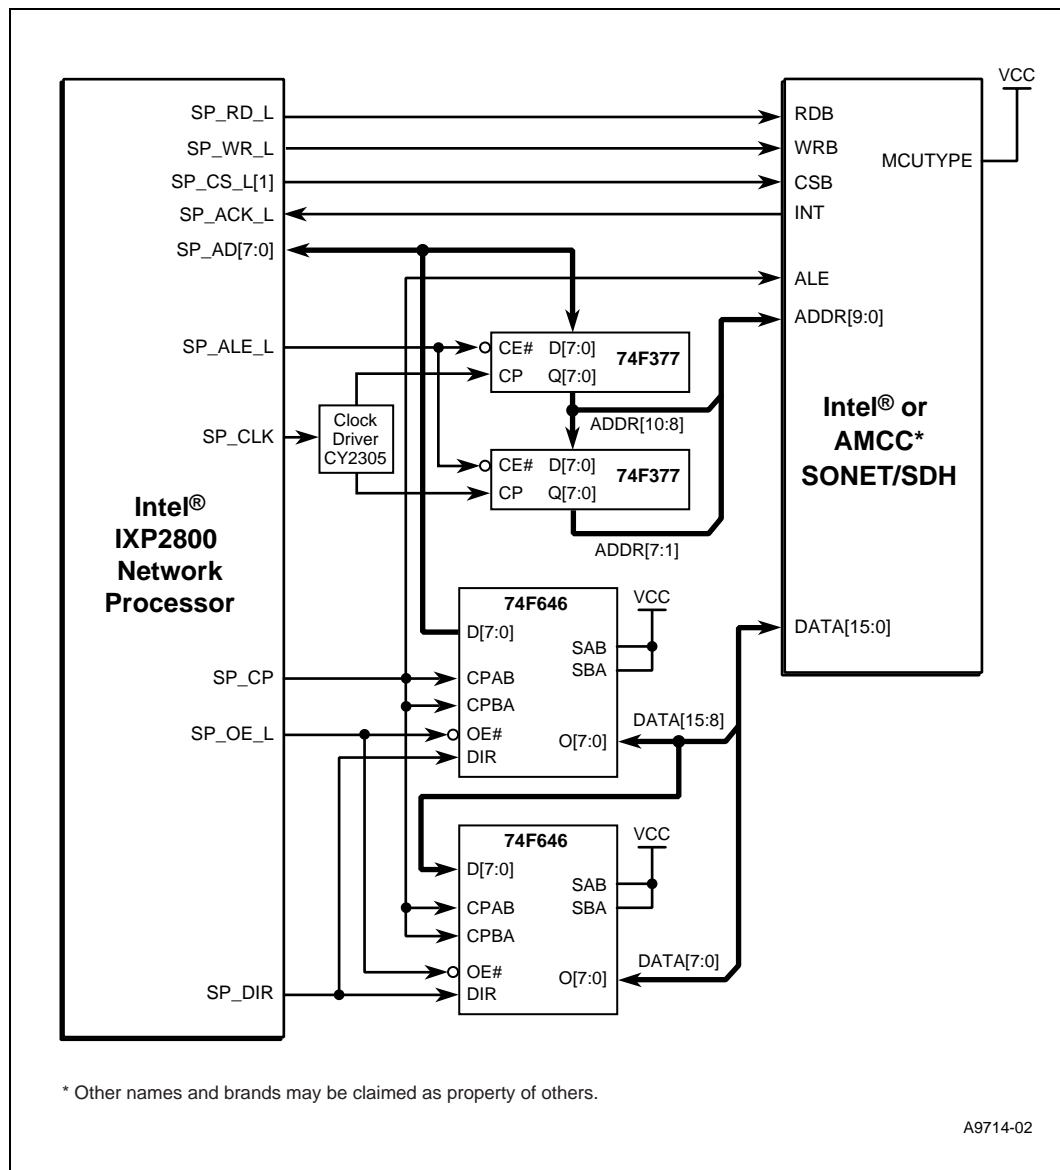 VCC
SP_RD_L
RDB
SP_WR_L
WRB
MCUTYPE
SP_CS_L[1]
CSB
SP_ACK_L
INT
SP_AD[7:0]
ALE
ADDR[9:0]
SP_ALE_L
CE# D[7:0]
74F377
CP Q[7:0]
SP_CLK
Clock
Driver
CY2305
ADDR[10:8]
CE# D[7:0]
74F377
CP Q[7:0]
ADDR[7:1]
Intel® or
AMCC*
SONET/SDH
Intel®
IXP2800
Network
Processor
74F646
VCC
D[7:0]
SAB
SBA
DATA[15:0]
SP_CP
CPAB
CPBA
SP_OE_L
OE#
DIR
O[7:0]
DATA[15:8]
74F646
VCC
D[7:0]
SAB
SBA
CPAB
CPBA
OE#
DIR
O[7:0]
DATA[7:0]
SP_DIR
* Other names and brands may be claimed as property of others.
A9714-02